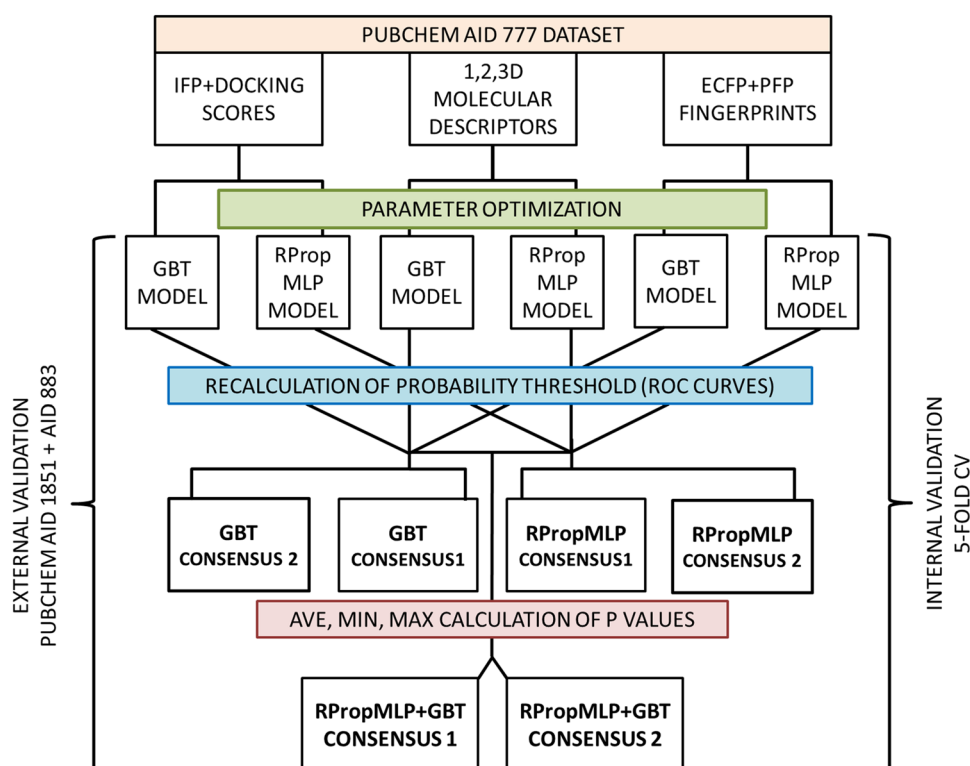 PUBCHEM AID 777 DATASET
IFP+DOCKING
SCORES
1,2,3D
MOLECULAR
DESCRIPTORS
ECFP+PFP
FINGERPRINTS
PARAMETER OPTIMIZATION
GBT
MODEL
RProp
MLP
MODEL
GBT
MODEL
RProp
MLP
MODEL
GBT
MODEL
RProp
MLP
MODEL
RECALCULATION OF PROBABILITY THRESHOLD (ROC CURVES)
EXTERNAL VALIDATION
PUBCHEM AID 1851 + AID 883
INTERNAL VALIDATION
5-FOLD CV
GBT
CONSENSUS 2
GBT
CONSENSUS1
RPropMLP
CONSENSUS1
RPropMLP
CONSENSUS 2
AVE, MIN, MAX CALCULATION OF P VALUES
RPropMLP+GBT
CONSENSUS 1
RPropMLP+GBT
CONSENSUS 2